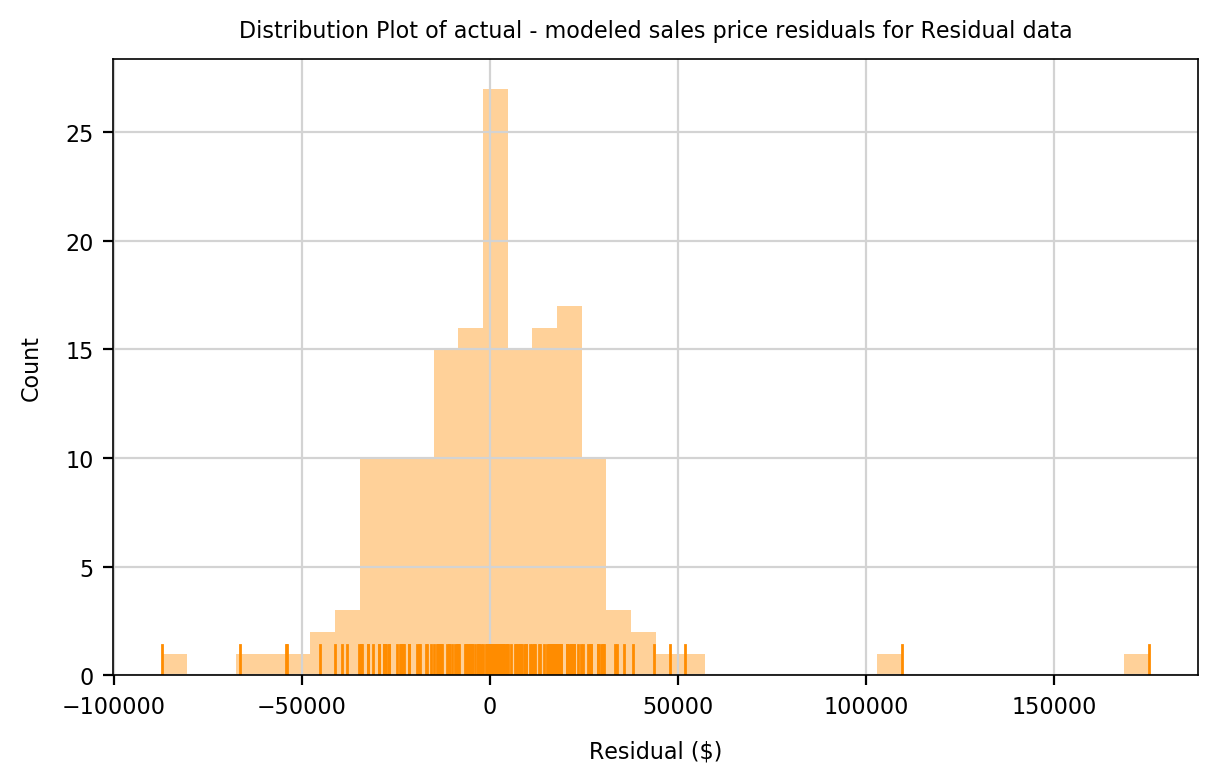 Distribution Plot of actual - modeled sales price residuals for Residual data
25
20
15
10
5
0
Count
−100000 −50000 0 50000 100000 150000
Residual ($)